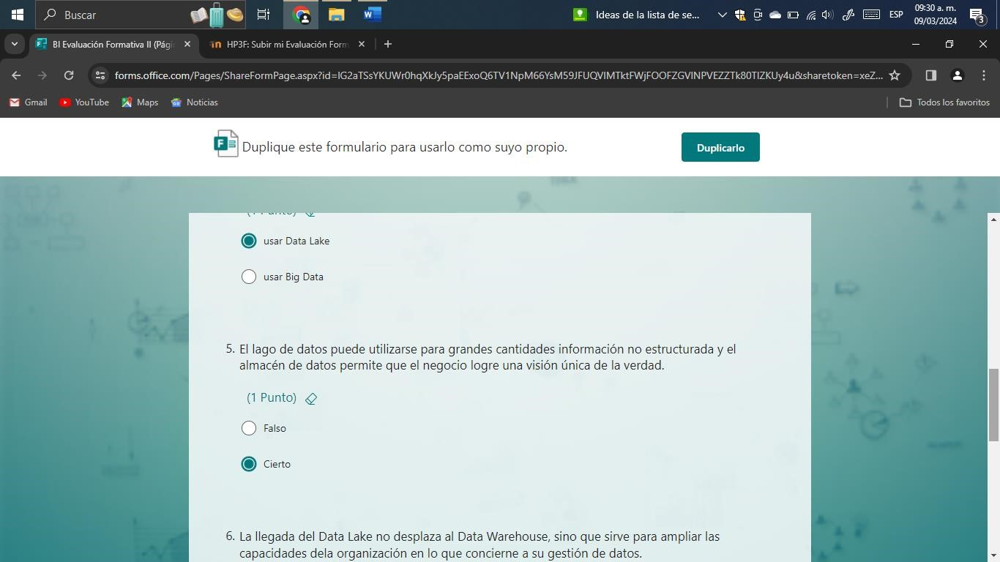 Buscar
Ideas de la lista de se...
ESP
09:30 a. m.
09/03/2024
3
BI Evaluación Formativa II (Pági
HP3F: Subir mi Evaluación Form
forms.office.com/Pages/ShareFormPage.aspx?id=IG2aTSsYKUWr0hqXkJy5paEExoQ6TV1NpM66YsM59JFUQVlMTktFWjFOOFZGVlNPVEZZTk80TlZKUy4u&sharetoken=xeZ...
Gmail
YouTube
Maps
Noticias
Todos los favoritos
Duplique este formulario para usarlo como suyo propio.
Duplicarlo
(1 Punto)
usar Data Lake
usar Big Data
5. El lago de datos puede utilizarse para grandes cantidades información no estructurada y el
almacén de datos permite que el negocio logre una visión única de la verdad.
(1 Punto)
Falso
Cierto
6. La llegada del Data Lake no desplaza al Data Warehouse, sino que sirve para ampliar las
capacidades dela organización en lo que concierne a su gestión de datos.